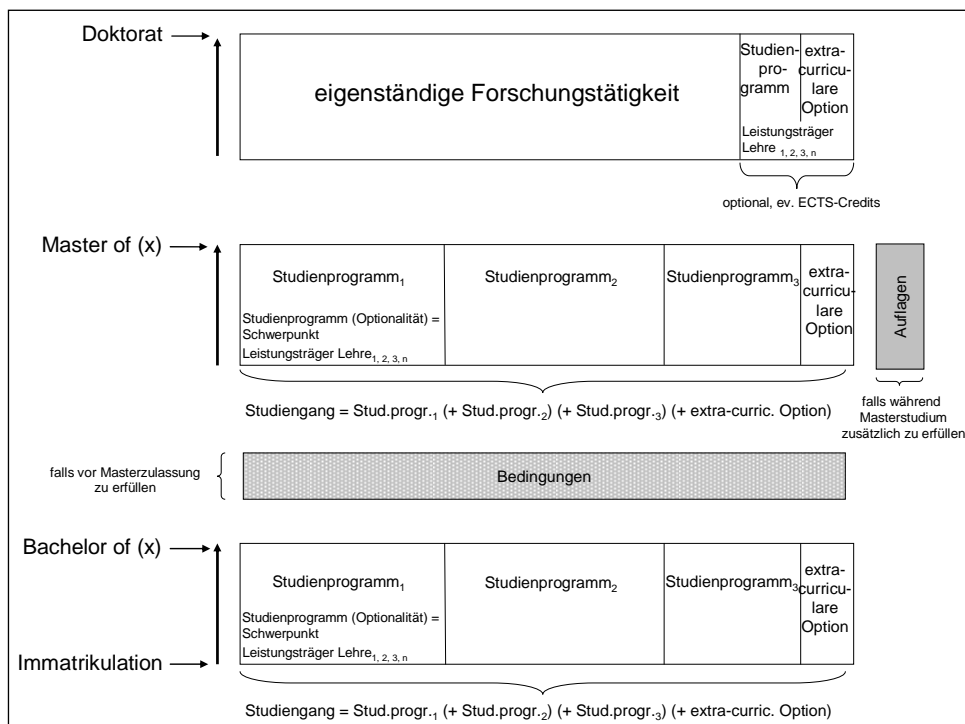 Doktorat
eigenständige Forschungstätigkeit
Studien-
pro-
gramm
extra-
curricu-
lare
Option
Leistungsträger
Lehre 1, 2, 3, n
optional, ev. ECTS-Credits
Master of (x)
Studienprogramm1
Studienprogramm (Optionalität) =
Schwerpunkt
Leistungsträger Lehre1, 2, 3, n
Studienprogramm2
Studienprogramm3
extra-
curricu-
lare
Option
Auflagen
Studiengang = Stud.progr.1 (+ Stud.progr.2) (+ Stud.progr.3) (+ extra-curric. Option)
falls während
Masterstudium
zusätzlich zu erfüllen
falls vor Masterzulassung
zu erfüllen
Bedingungen
Bachelor of (x)
Studienprogramm1
Studienprogramm (Optionalität) =
Schwerpunkt
Leistungsträger Lehre1, 2, 3, n
Studienprogramm2
Studienprogramm3
extra-
curricu-
lare
Option
Immatrikulation
Studiengang = Stud.progr.1 (+ Stud.progr.2) (+ Stud.progr.3) (+ extra-curric. Option)